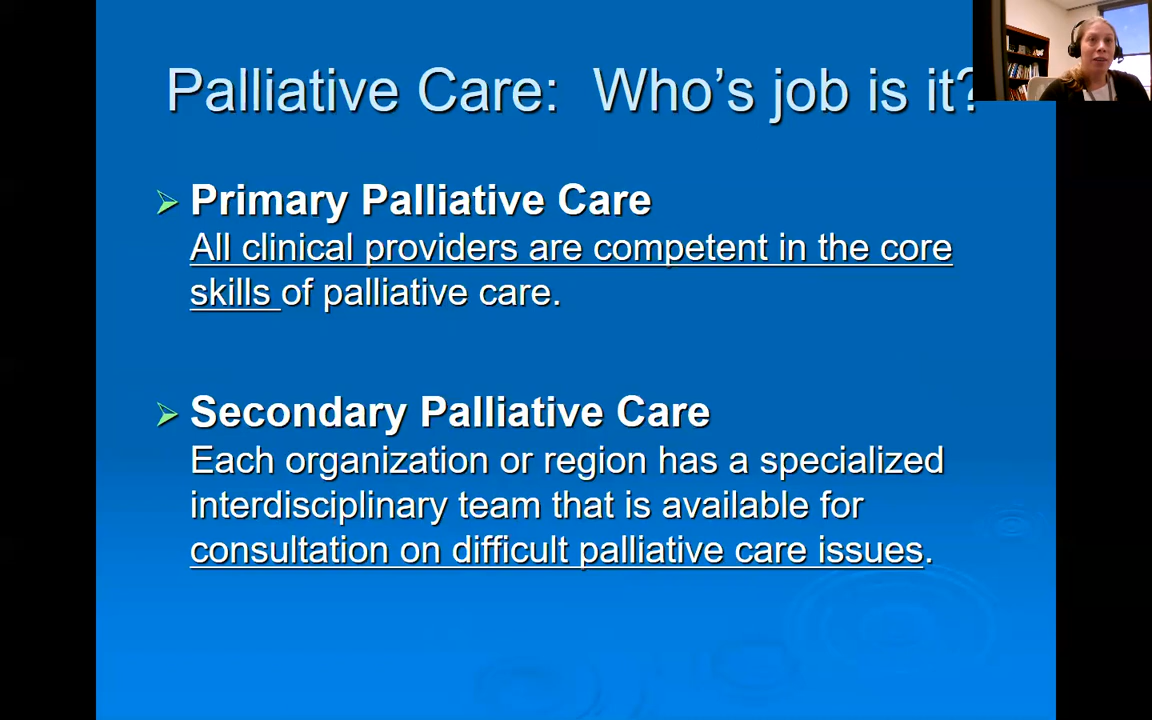 Palliative Care: Who's job is it?
Primary Palliative Care
All clinical providers are competent in the core
skills of palliative care.
Secondary Palliative Care
Each organization or region has a specialized
interdisciplinary team that is available for
consultation on difficult palliative care issues.